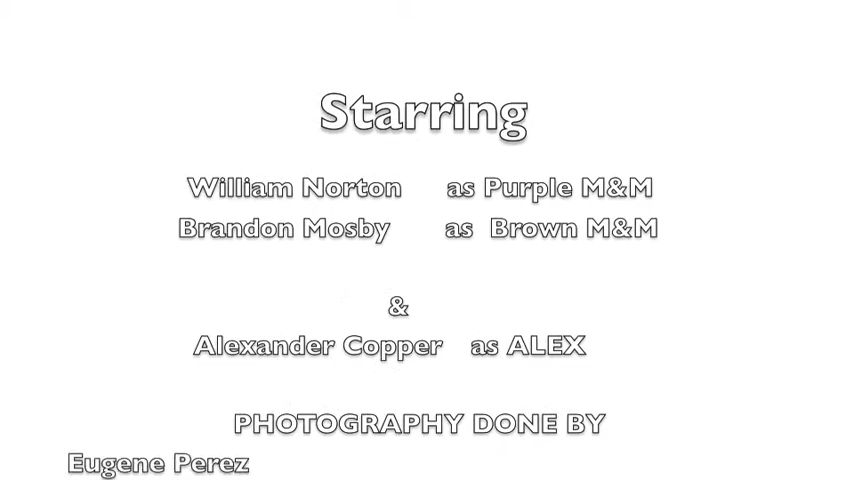 Starring
William Norton as Purple M&M
Brandon Mosby as Brown M&M
&
Alexander Copper as ALEX
PHOTOGRAPHY DONE BY
Eugene Perez